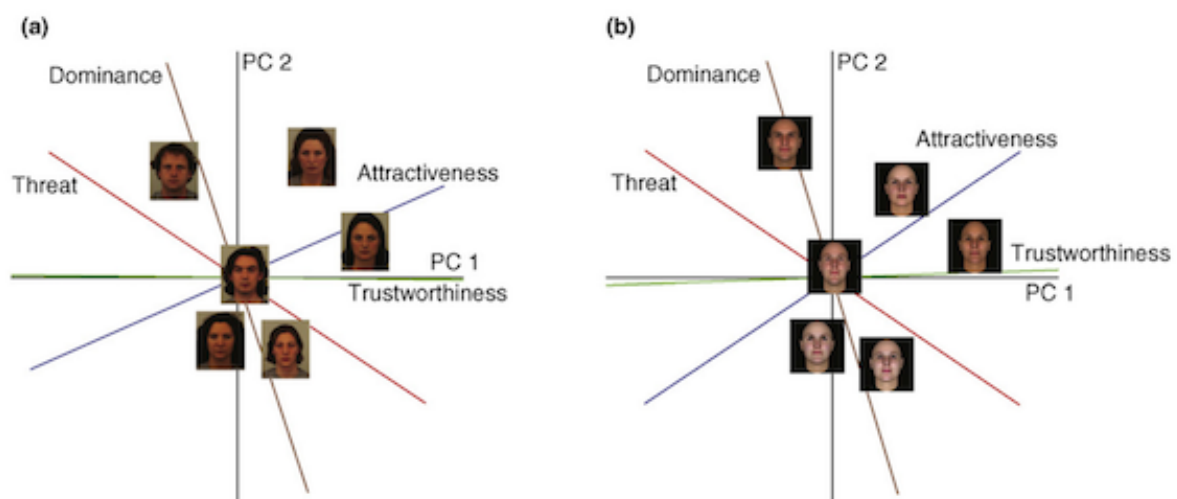 (a)
PC 2
Dominance
Threat
Attractiveness
PC 1
Trustworthiness
(b)
PC 2
Dominance
Attractiveness
Threat
Trustworthiness
PC 1